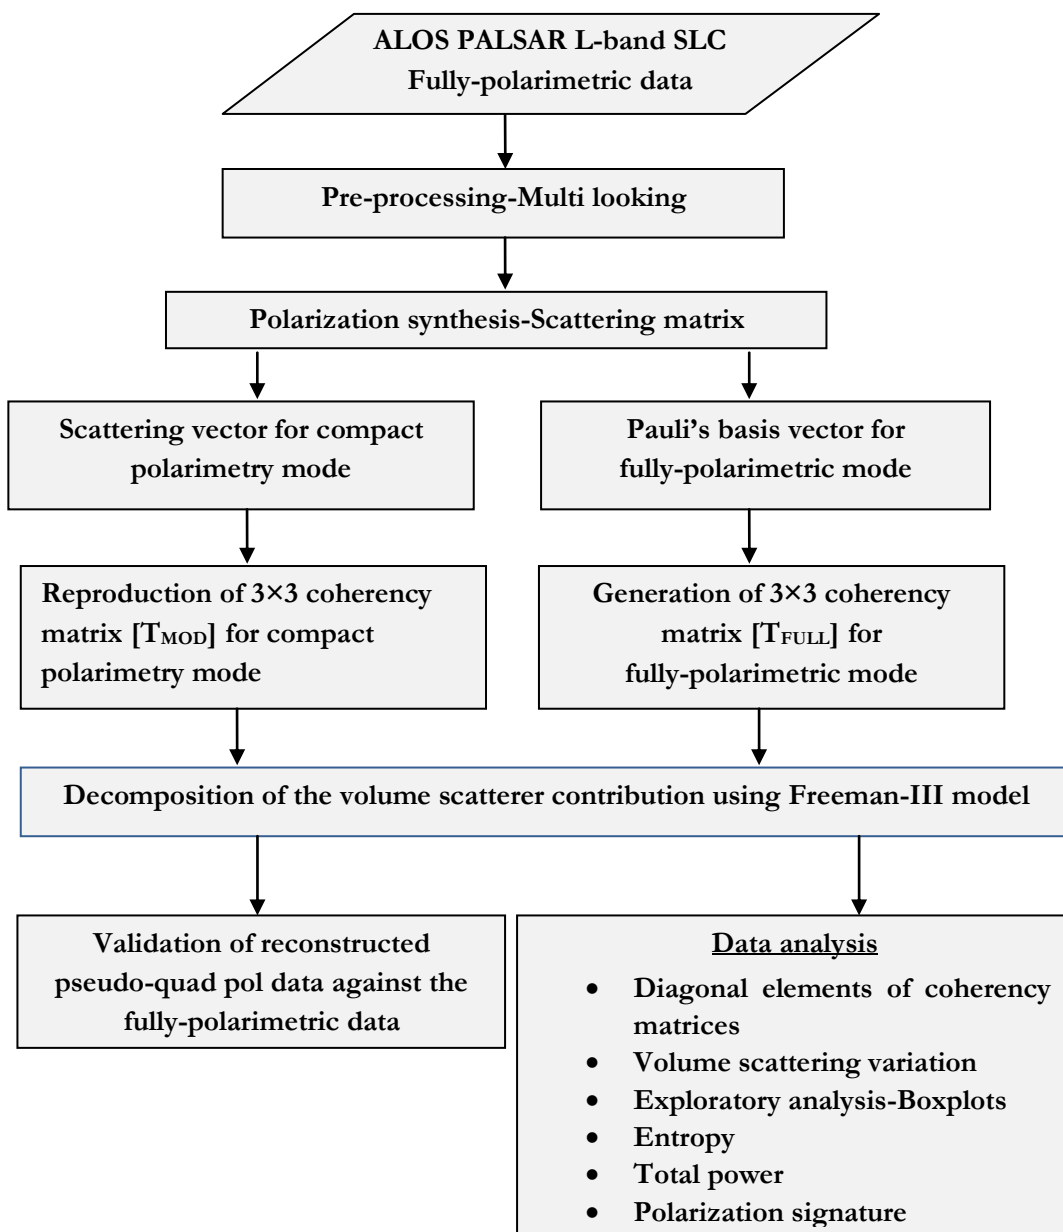 ALOS PALSAR L-band SLC
Fully-polarimetric data
Pre-processing-Multi looking
Polarization synthesis-Scattering matrix
Scattering vector for compact
polarimetry mode
Pauli’s basis vector for
fully-polarimetric mode
Reproduction of 3×3 coherency
matrix [TMOD] for compact
polarimetry mode
Generation of 3×3 coherency
matrix [TFULL] for
fully-polarimetric mode
Decomposition of the volume scatterer contribution using Freeman-III model
Validation of reconstructed
pseudo-quad pol data against the
fully-polarimetric data
Data analysis
• Diagonal elements of coherency
matrices
• Volume scattering variation
• Exploratory analysis-Boxplots
• Entropy
• Total power
• Polarization signature